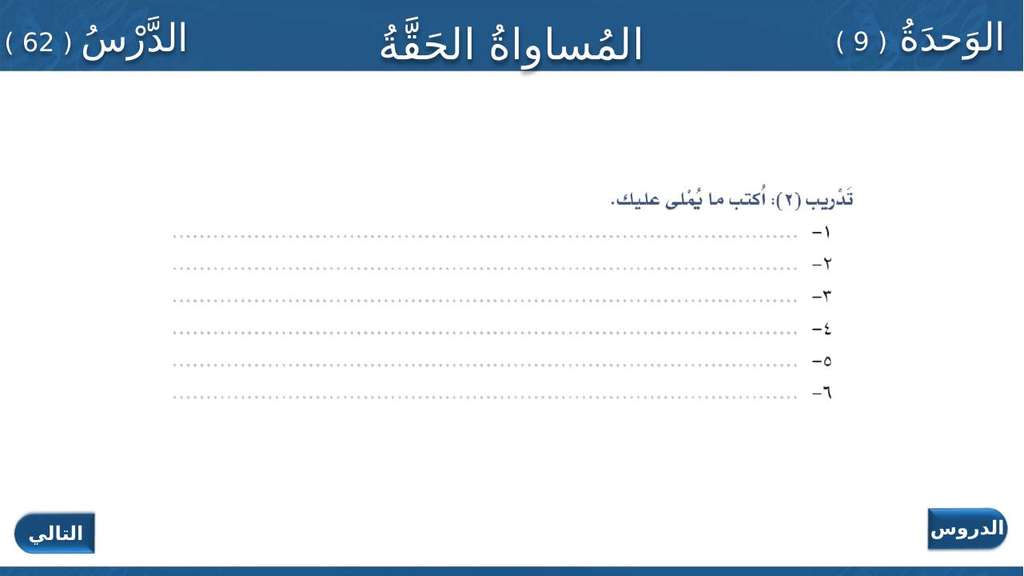 الوَحدَةُ ( 9 ) المُساواةُ الحَقَّةُ الدَّرْسُ ( 62 )
تَدْريب (٢): أُكتب ما يُمْلى عليك.
١- ................................................................................
٢- ................................................................................
٣- ................................................................................
٤- ................................................................................
٥- ................................................................................
٦- ................................................................................
الدروس التالي